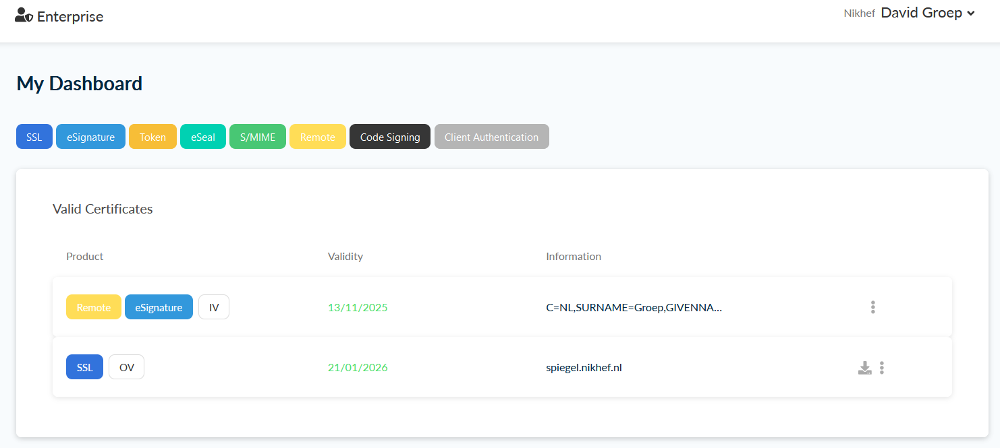 Enterprise
Nikhef David Groep
My Dashboard
SSL eSignature Token eSeal S/MIME Remote Code Signing Client Authentication
Valid Certificates
Product Validity Information
Remote eSignature IV 13/11/2025 C=NL,SURNAME=Groep,GIVENNA...
SSL OV 21/01/2026 spiegel.nikhef.nl